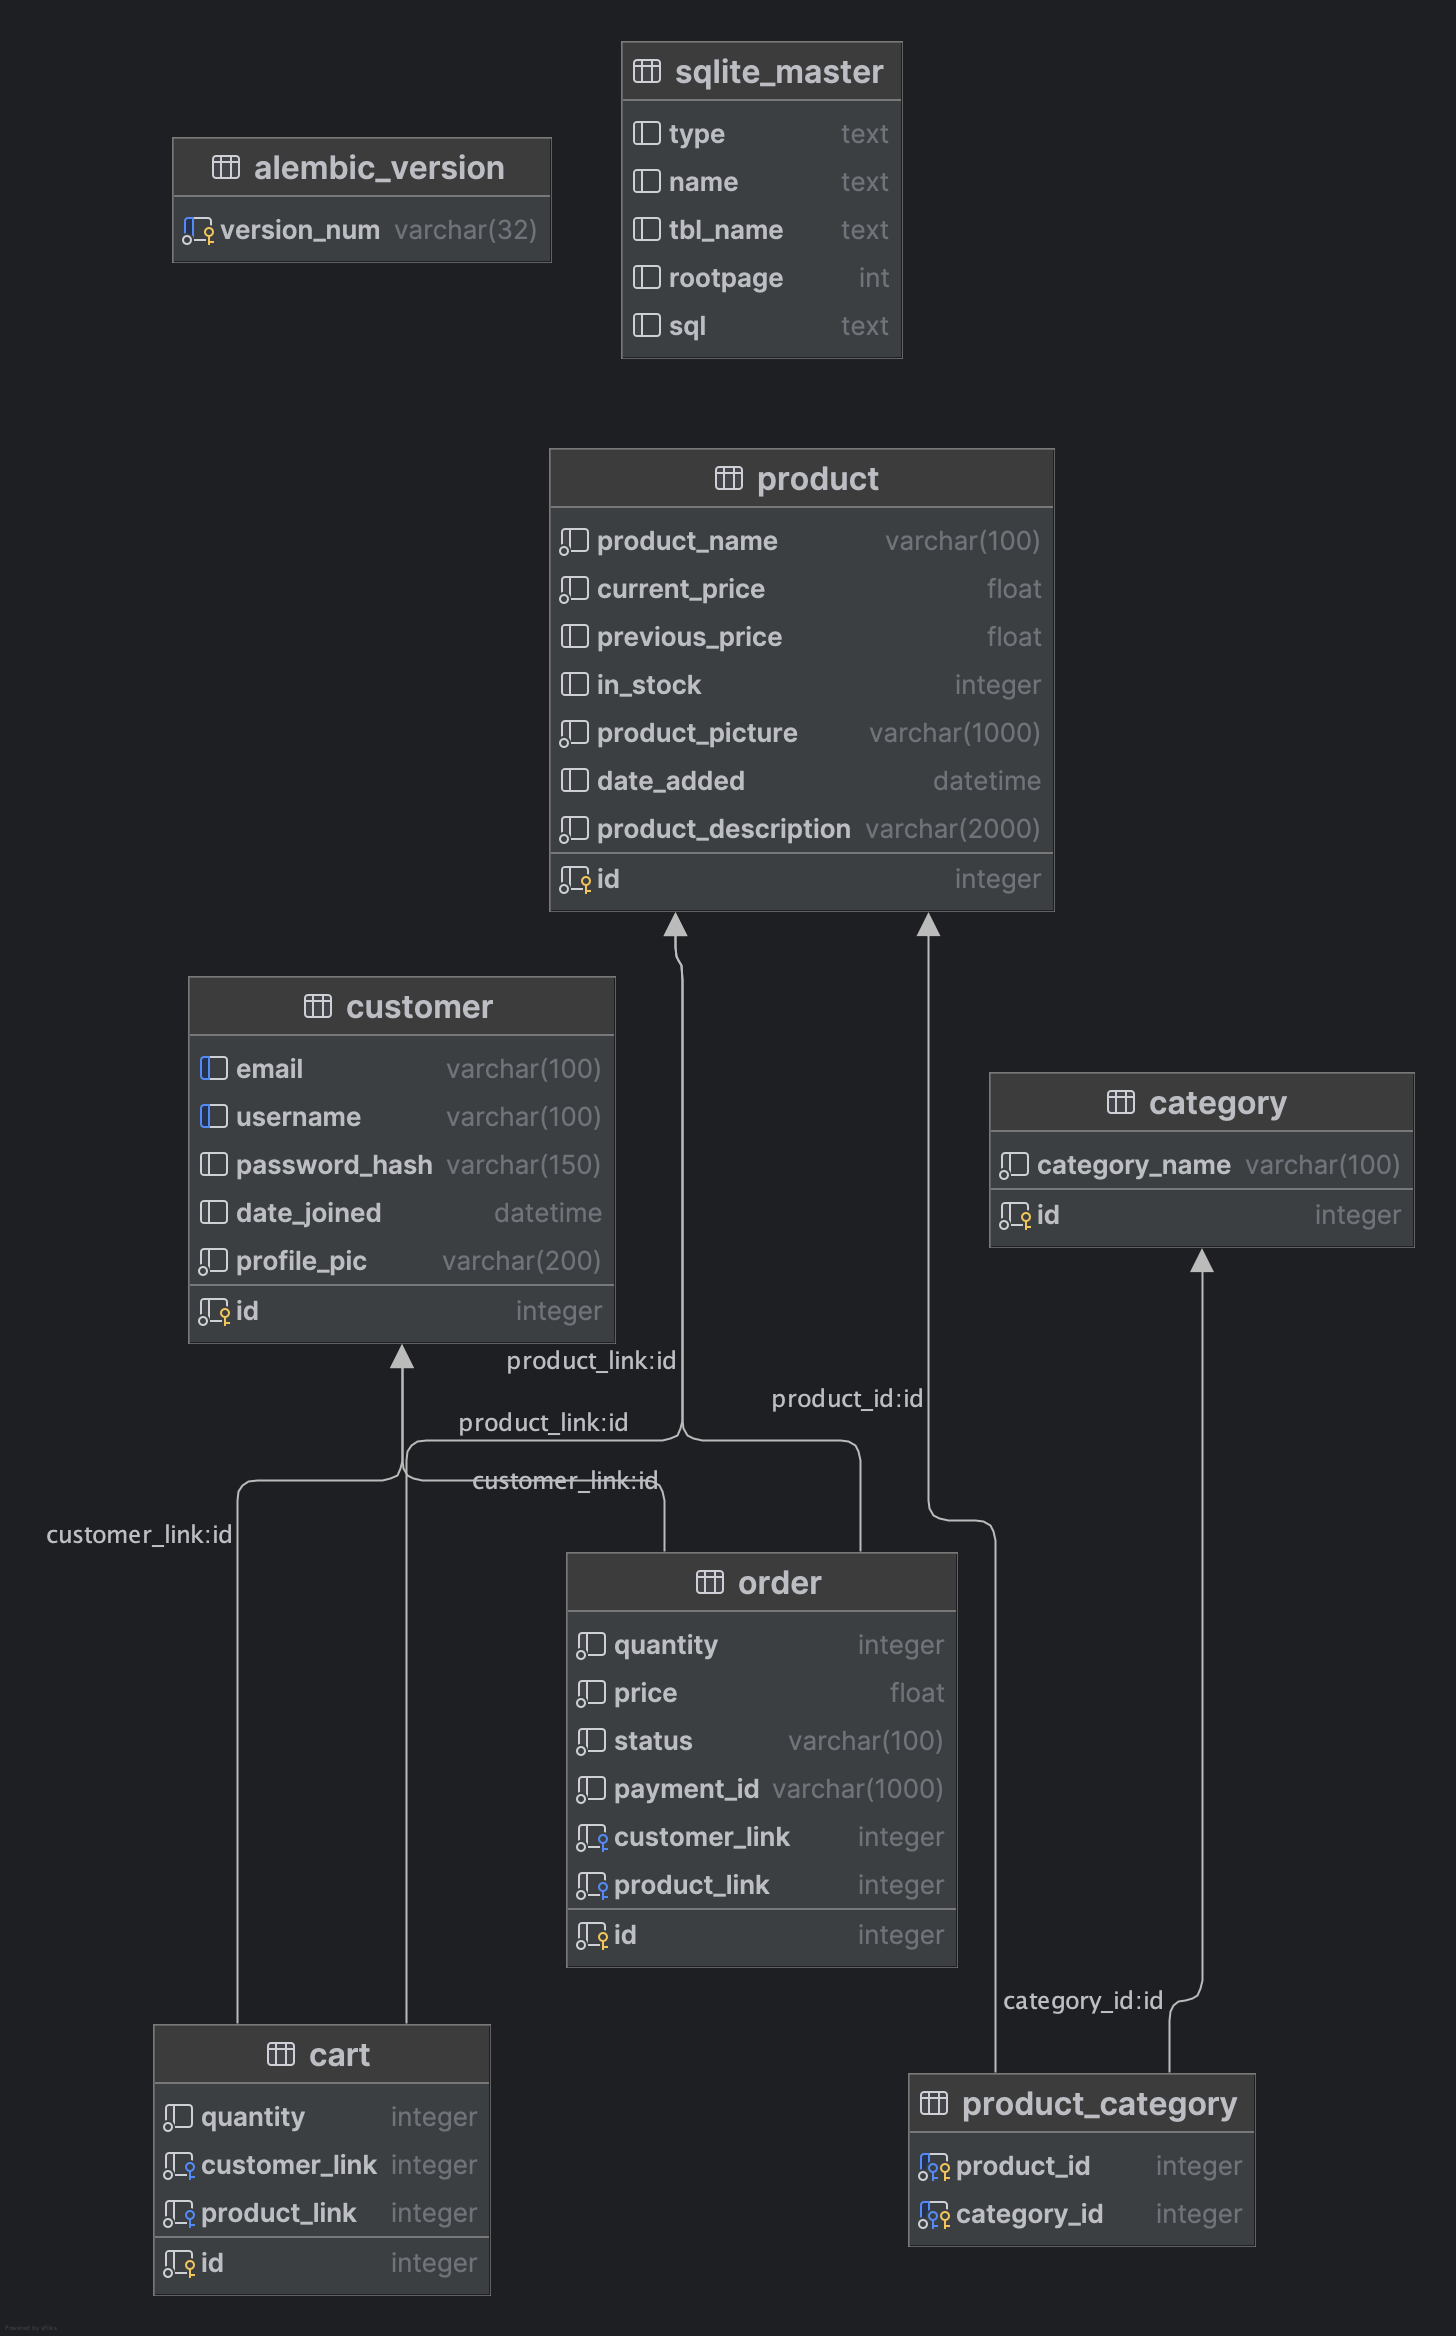 sqlite_master
type text
name text
tbl_name text
rootpage int
sql text
alembic_version
version_num varchar(32)
product
product_name varchar(100)
current_price float
previous_price float
in_stock integer
product_picture varchar(1000)
date_added datetime
product_description varchar(2000)
id integer
customer
email varchar(100)
username varchar(100)
password_hash varchar(150)
date_joined datetime
profile_pic varchar(200)
id integer
category
category_name varchar(100)
id integer
product_link:id
product_id:id
product_link:id
customer_link:id
customer_link:id
order
quantity integer
price float
status varchar(100)
payment_id varchar(1000)
customer_link integer
product_link integer
id integer
category_id:id
cart
quantity integer
customer_link integer
product_link integer
id integer
product_category
product_id integer
category_id integer
Powered by yFiles